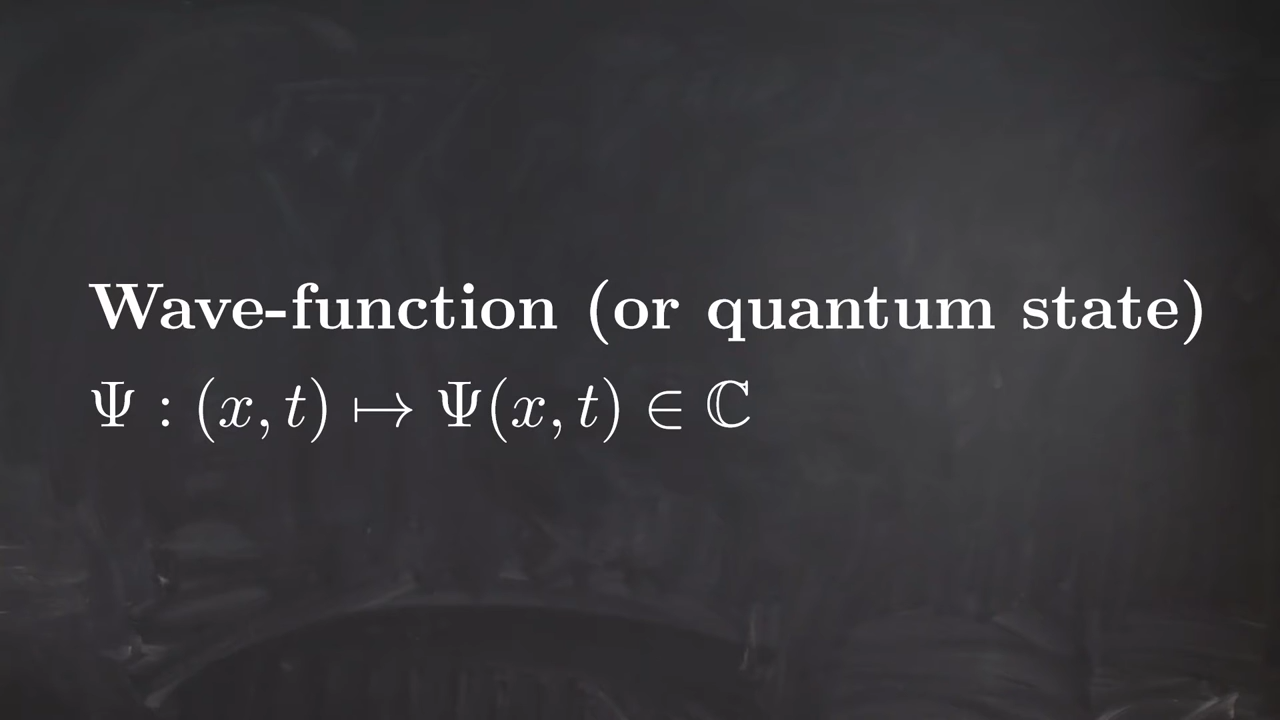 Wave-function (or quantum state)
Ψ : (x, t) ↦ Ψ(x, t) ∈ ℂ